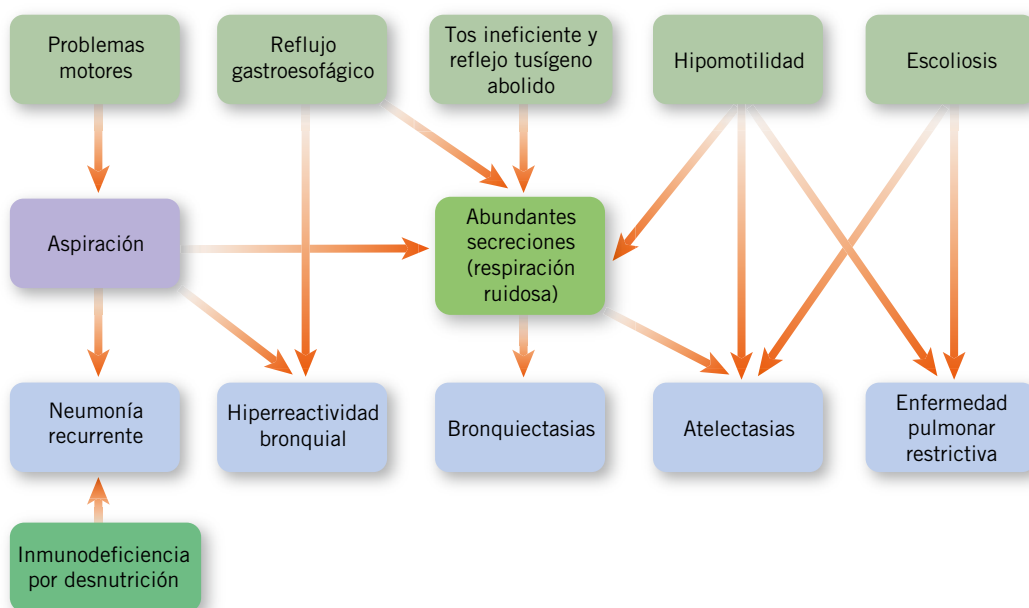 Problemas
motores
Reflujo
gastroesofágico
Tos ineficiente y
reflejo tusígeno
abolido
Hipomotilidad
Escoliosis
Aspiración
Abundantes
secreciones
(respiración
ruidosa)
Neumonía
recurrente
Hiperreactividad
bronquial
Bronquiectasias
Atelectasias
Enfermedad
pulmonar
restrictiva
Inmunodeficiencia
por desnutrición